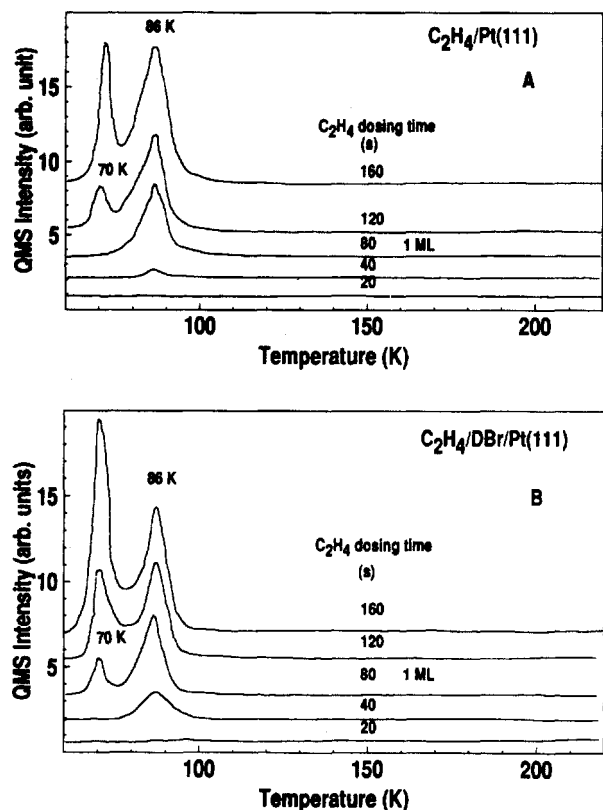 86 K
C2H4/Pt(111)
A
15
C2H4 dosing time
(s)
10
70 K
160
120
5
80 1 ML
40
20
QMS Intensity (arb. unit)
100 150 200
Temperature (K)
C2H4/DBr/Pt(111)
86 K
B
15
C2H4 dosing time
(s)
160
10
120
70 K
5
80 1 ML
40
20
QMS Intensity (arb. units)
100 150 200
Temperature (K)